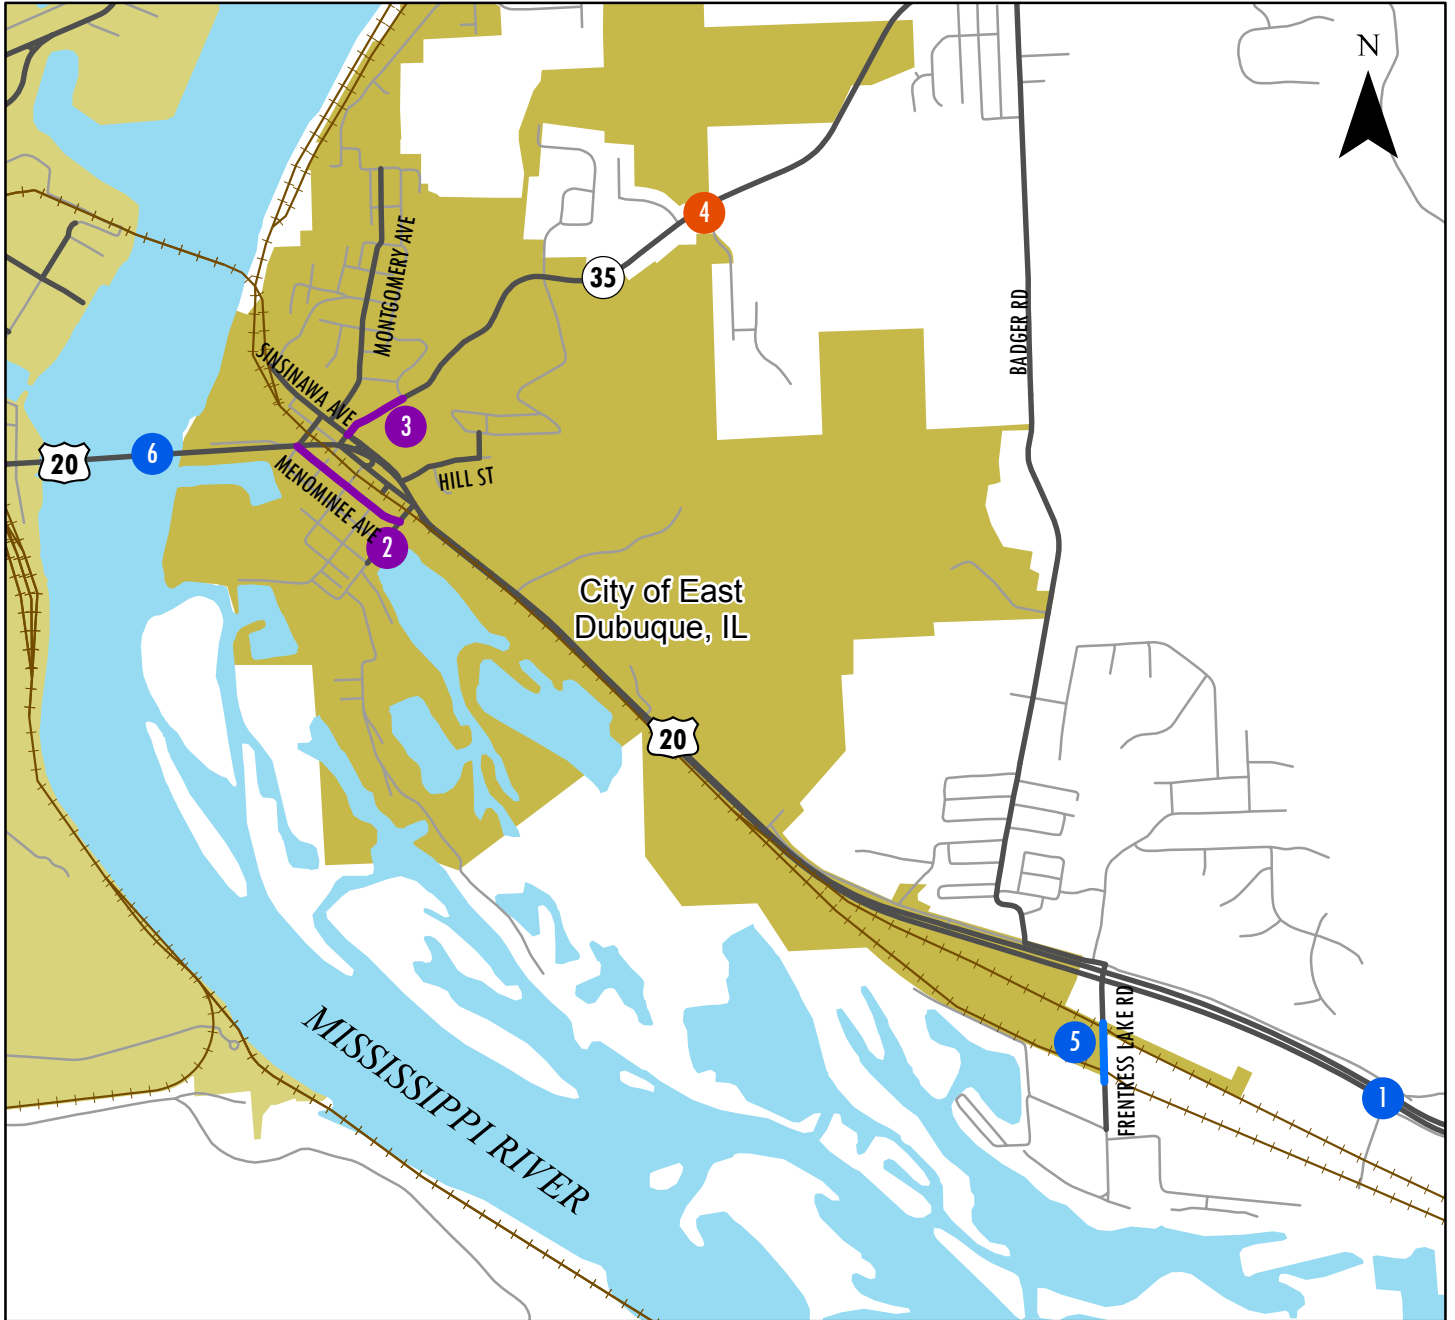 N
4
35
MONTGOMERY AVE
BADGER RD
SINSINAWA AVE
3
6
20
HILL ST
MENOMINEE AVE
2
City of East
Dubuque, IL
20
MISSISSIPPI RIVER
5
FRENTRESS LAKE RD
1